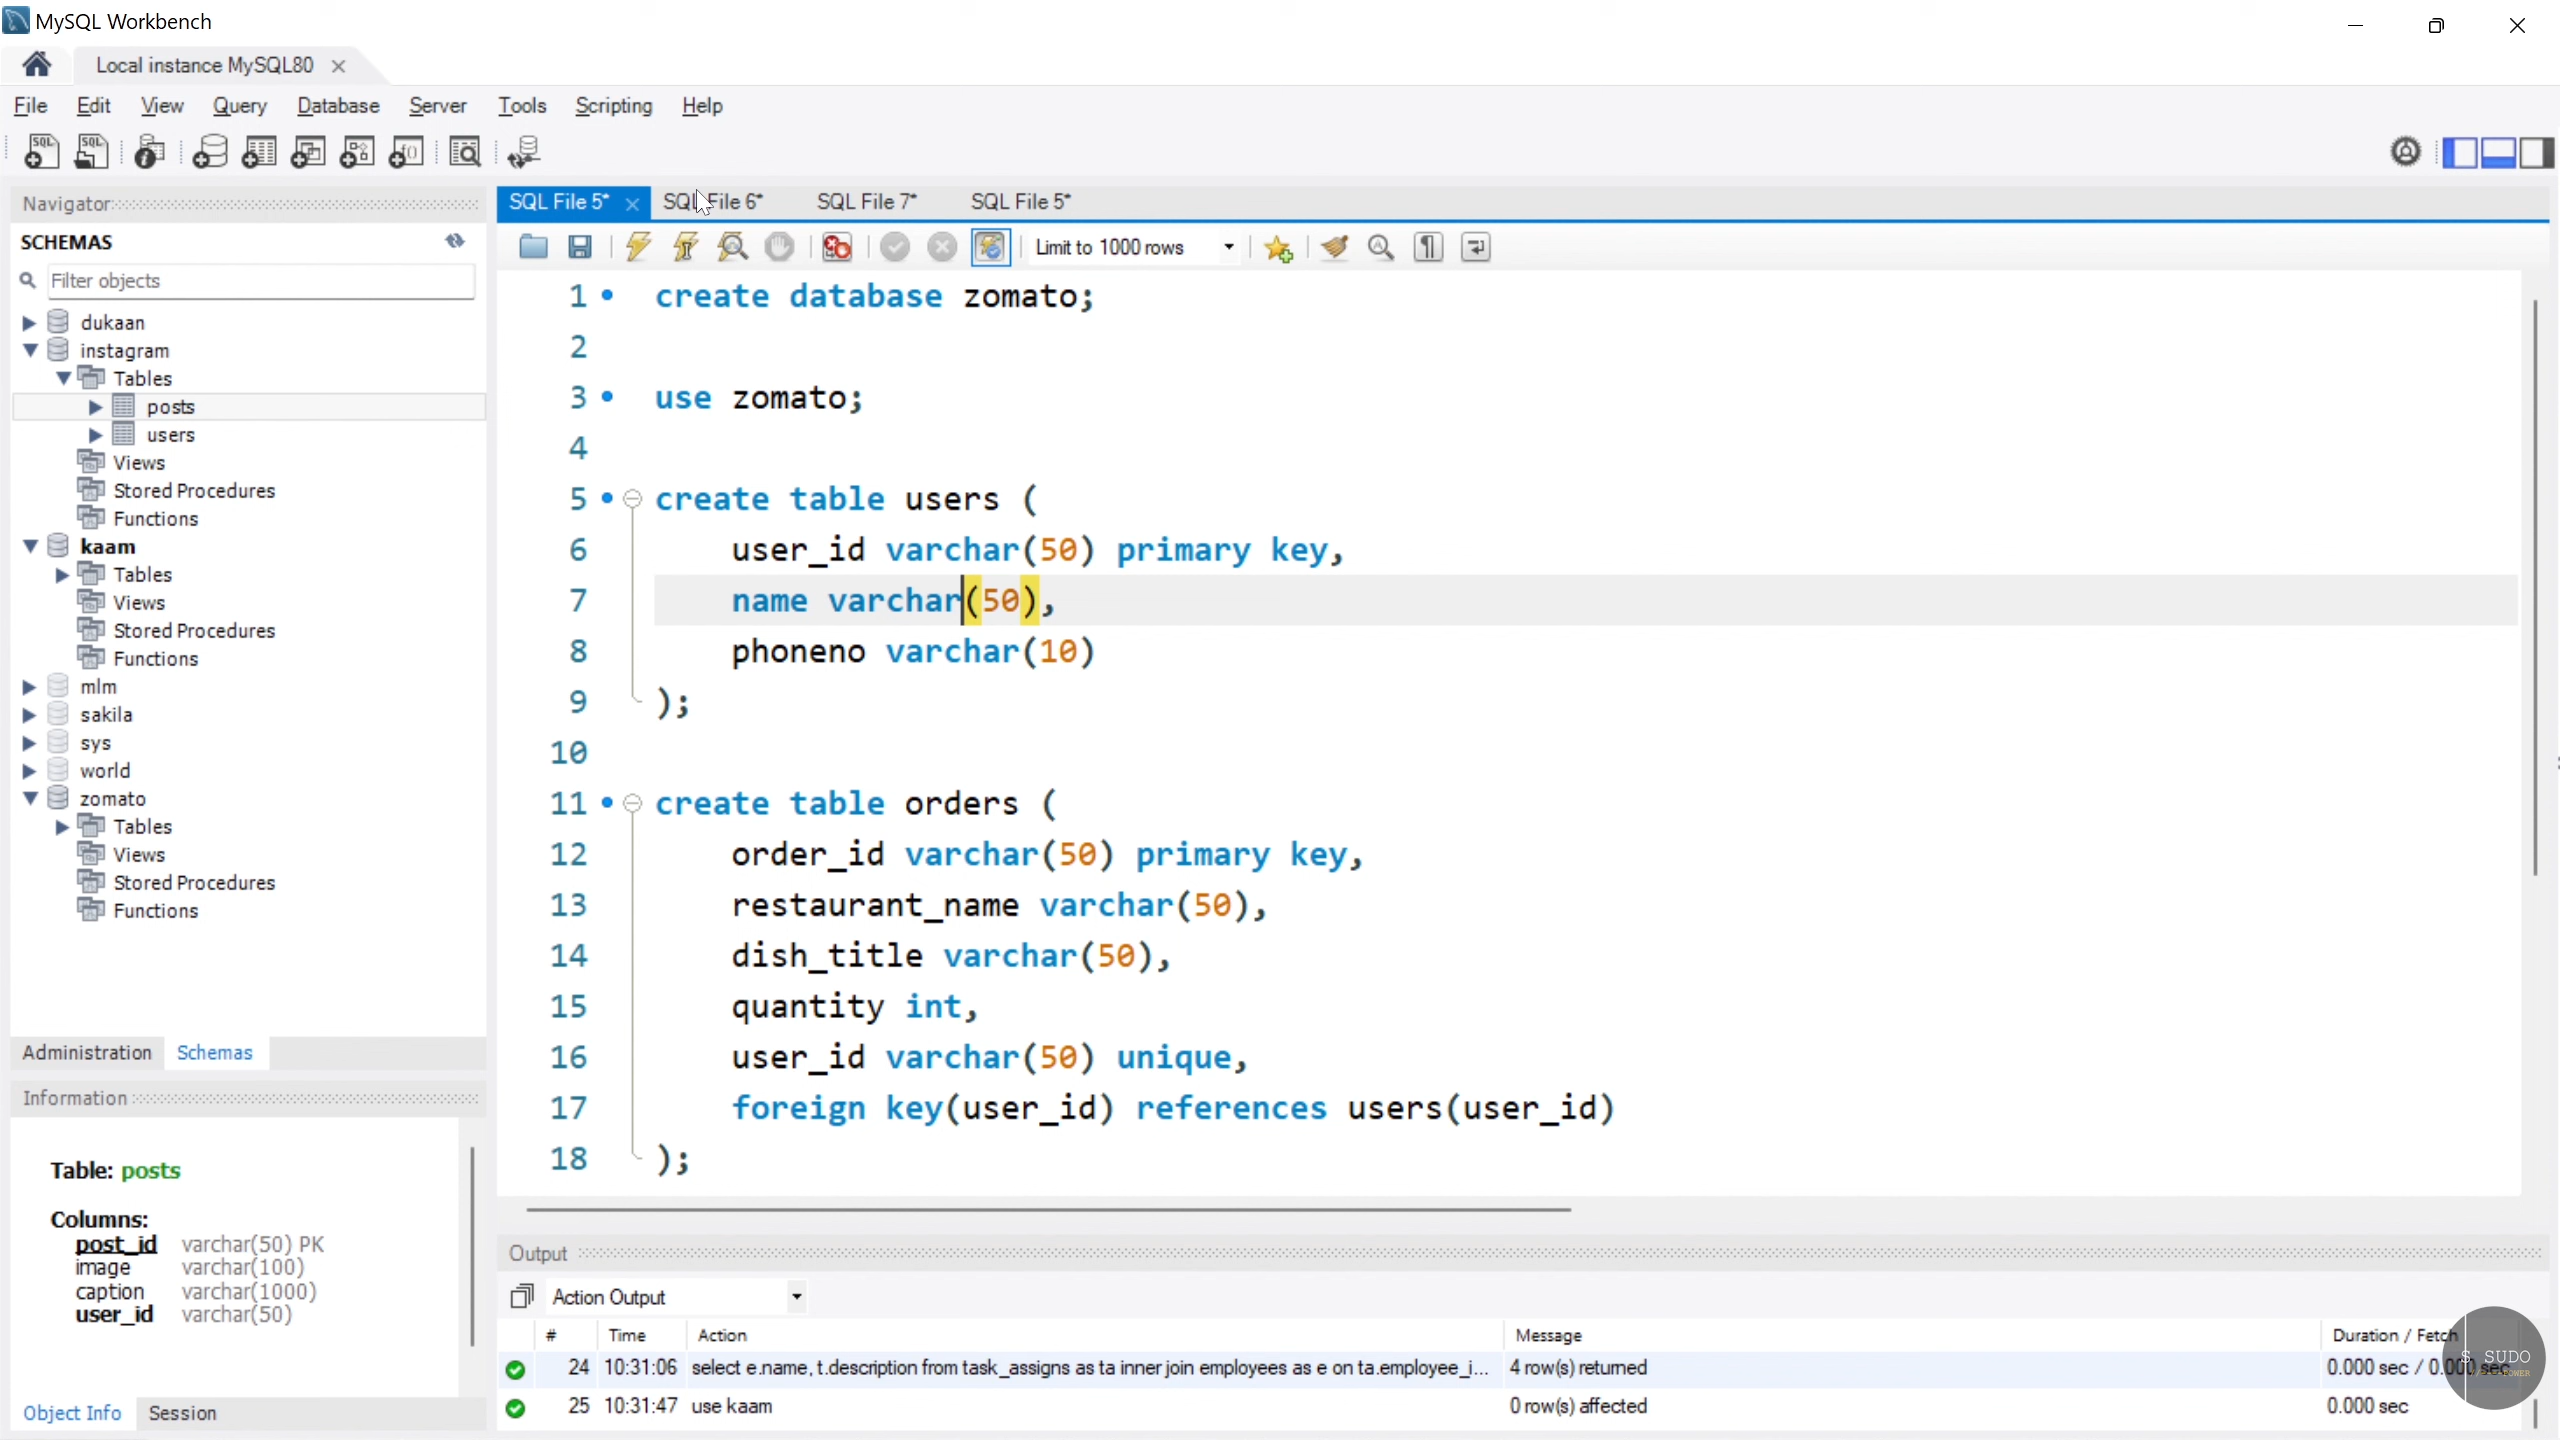 MySQL Workbench
Local instance MySQL80
File Edit View Query Database Server Tools Scripting Help
Navigator
SCHEMAS
Filter objects
dukaan
instagram
Tables
posts
users
Views
Stored Procedures
Functions
kaam
Tables
Views
Stored Procedures
Functions
mlm
sakila
sys
world
zomato
Tables
Views
Stored Procedures
Functions
Administration Schemas
Information
Table: posts
Columns:
post_id varchar(50) PK
image varchar(100)
caption varchar(1000)
user_id varchar(50)
Object Info Session
SQL File 5* SQL File 6* SQL File 7* SQL File 5*
Limit to 1000 rows
1 create database zomato;
2
3 use zomato;
4
5 create table users (
6 user_id varchar(50) primary key,
7 name varchar(50),
8 phoneno varchar(10)
9 );
10
11 create table orders (
12 order_id varchar(50) primary key,
13 restaurant_name varchar(50),
14 dish_title varchar(50),
15 quantity int,
16 user_id varchar(50) unique,
17 foreign key(user_id) references users(user_id)
18 );
Output
Action Output
# Time Action Message Duration / Fetch
24 10:31:06 select e.name, t.description from task_assigns as ta inner join employees as e on ta.employee_i... 4 row(s) returned 0.000 sec / 0.000 sec
25 10:31:47 use kaam 0 row(s) affected 0.000 sec
$ SUDO